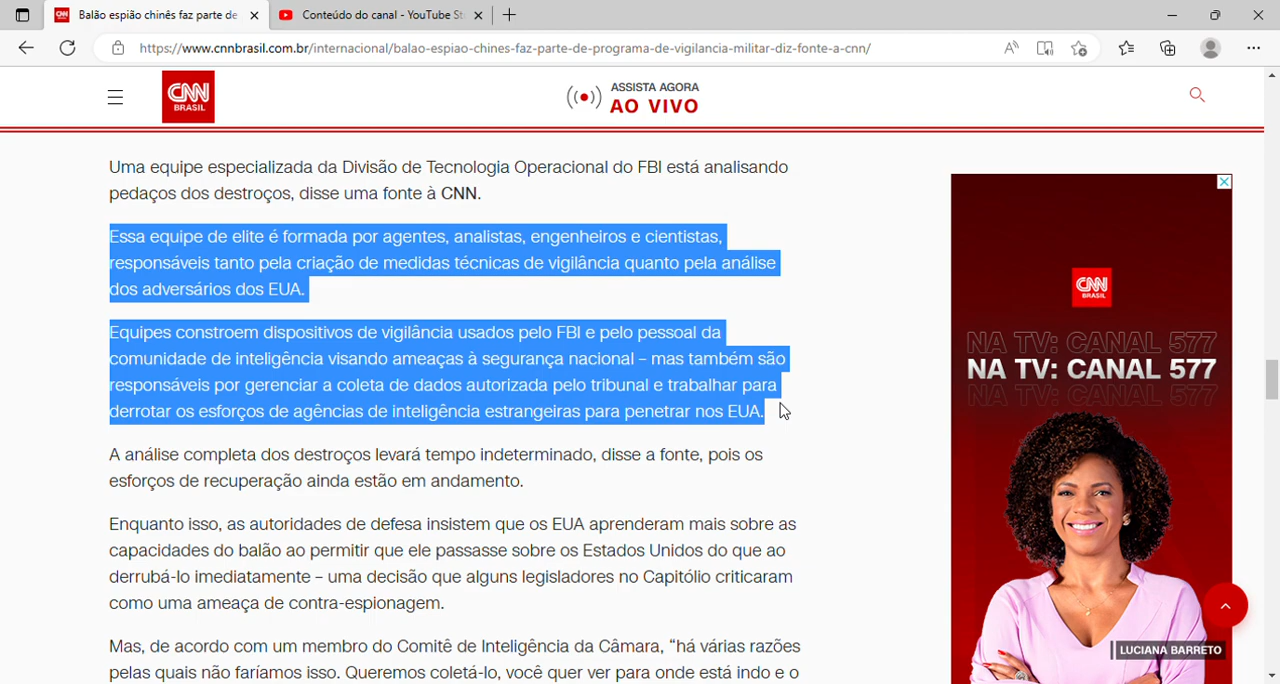 Balão espião chinês faz parte de
Conteúdo do canal - YouTube St
https://www.cnnbrasil.com.br/internacional/balao-espiao-chines-faz-parte-de-programa-de-vigilancia-militar-diz-fonte-a-cnn/
CNN
BRASIL
ASSISTA AGORA
AO VIVO
Uma equipe especializada da Divisão de Tecnologia Operacional do FBI está analisando
pedaços dos destroços, disse uma fonte à CNN.
Essa equipe de elite é formada por agentes, analistas, engenheiros e cientistas,
responsáveis tanto pela criação de medidas técnicas de vigilância quanto pela análise
dos adversários dos EUA.
Equipes constroem dispositivos de vigilância usados pelo FBI e pelo pessoal da
comunidade de inteligência visando ameaças à segurança nacional – mas também são
responsáveis por gerenciar a coleta de dados autorizada pelo tribunal e trabalhar para
derrotar os esforços de agências de inteligência estrangeiras para penetrar nos EUA.
A análise completa dos destroços levará tempo indeterminado, disse a fonte, pois os
esforços de recuperação ainda estão em andamento.
Enquanto isso, as autoridades de defesa insistem que os EUA aprenderam mais sobre as
capacidades do balão ao permitir que ele passasse sobre os Estados Unidos do que ao
derrubá-lo imediatamente – uma decisão que alguns legisladores no Capitólio criticaram
como uma ameaça de contra-espionagem.
Mas, de acordo com um membro do Comitê de Inteligência da Câmara, “há várias razões
pelas quais não faríamos isso. Queremos coletá-lo, você quer ver para onde está indo e o
CNN
BRASIL
NA TV: CANAL 577
NA TV: CANAL 577
NA TV: CANAL 577
LUCIANA BARRETO